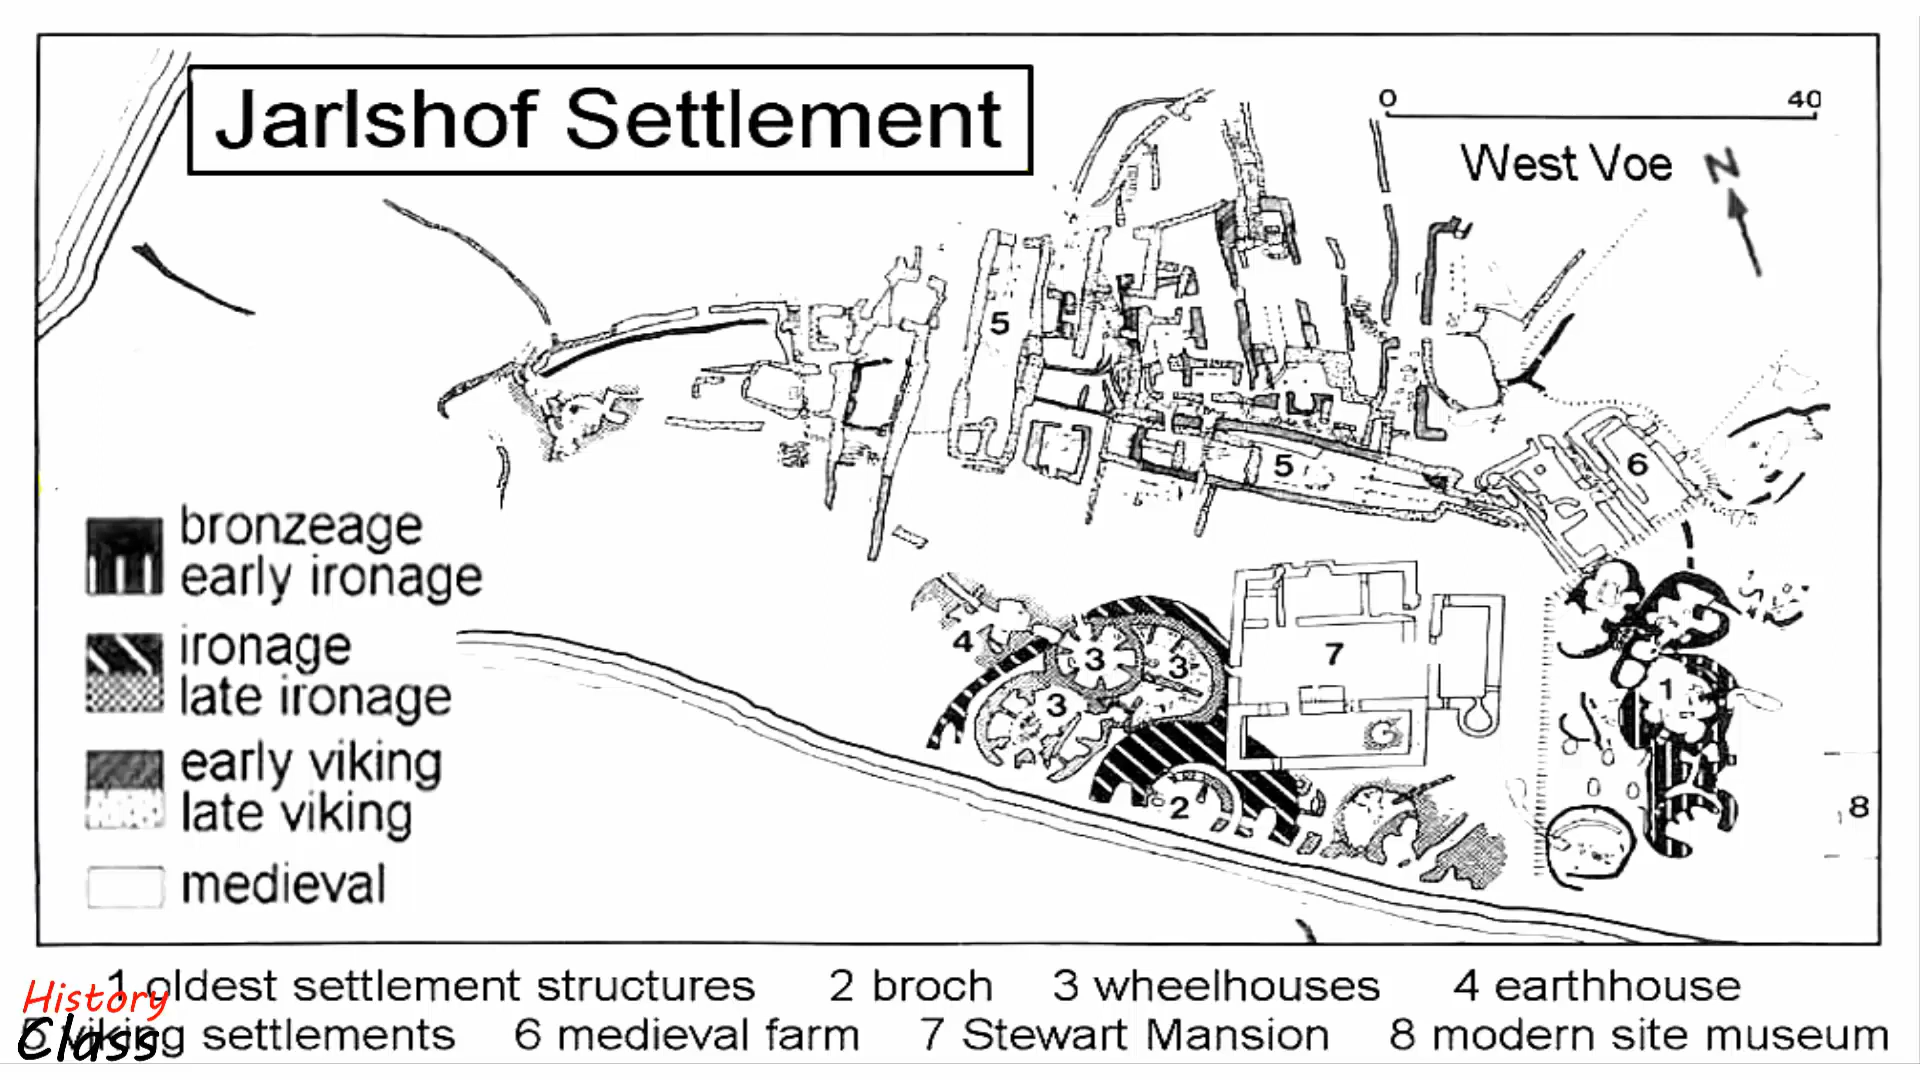 Jarlshof Settlement
0 40
West Voe
N
5
5
6
bronzeage
early ironage
ironage
late ironage
early viking
late viking
medieval
4
3
3
3
7
1
2
8
1 oldest settlement structures 2 broch 3 wheelhouses 4 earthhouse
5 viking settlements 6 medieval farm 7 Stewart Mansion 8 modern site museum
History
Class